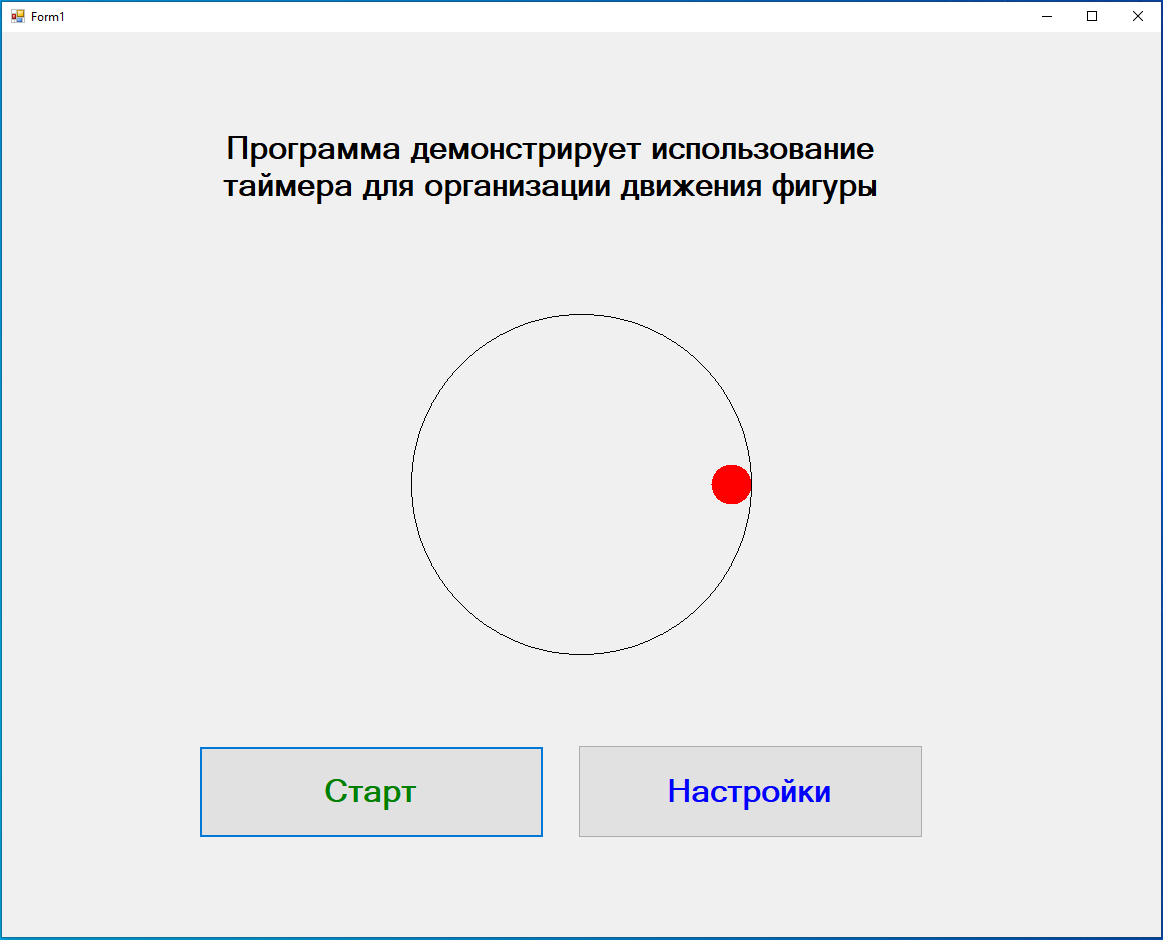 Form1
Программа демонстрирует использование
таймера для организации движения фигуры
Старт
Настройки